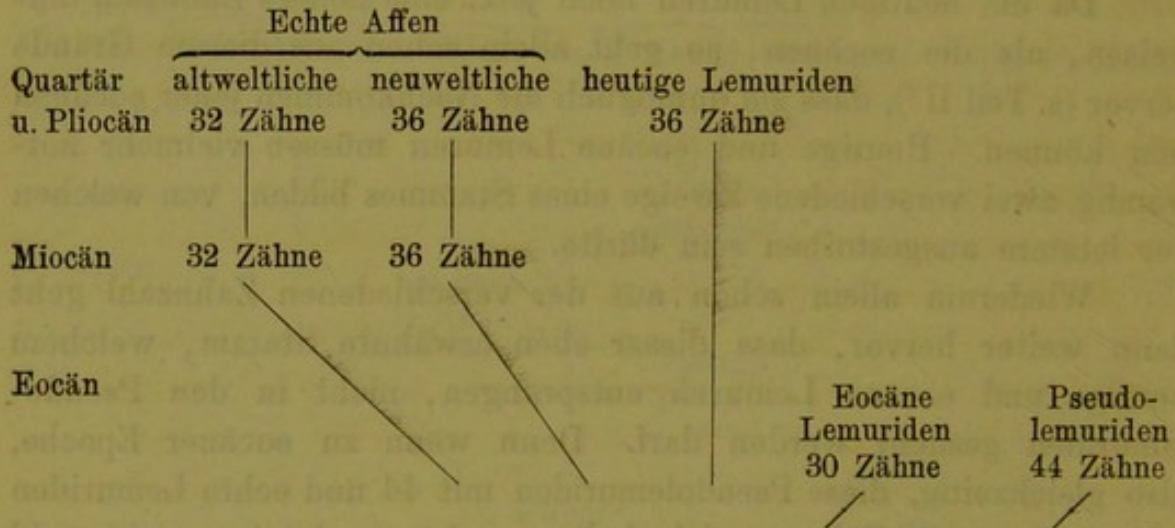 Echte Affen
Quartär altweltliche neuweltliche heutige Lemuriden
u. Pliocän 32 Zähne 36 Zähne 36 Zähne
Miocän 32 Zähne 36 Zähne
Eocän
Eocäne Pseudo-
Lemuriden lemuriden
30 Zähne 44 Zähne